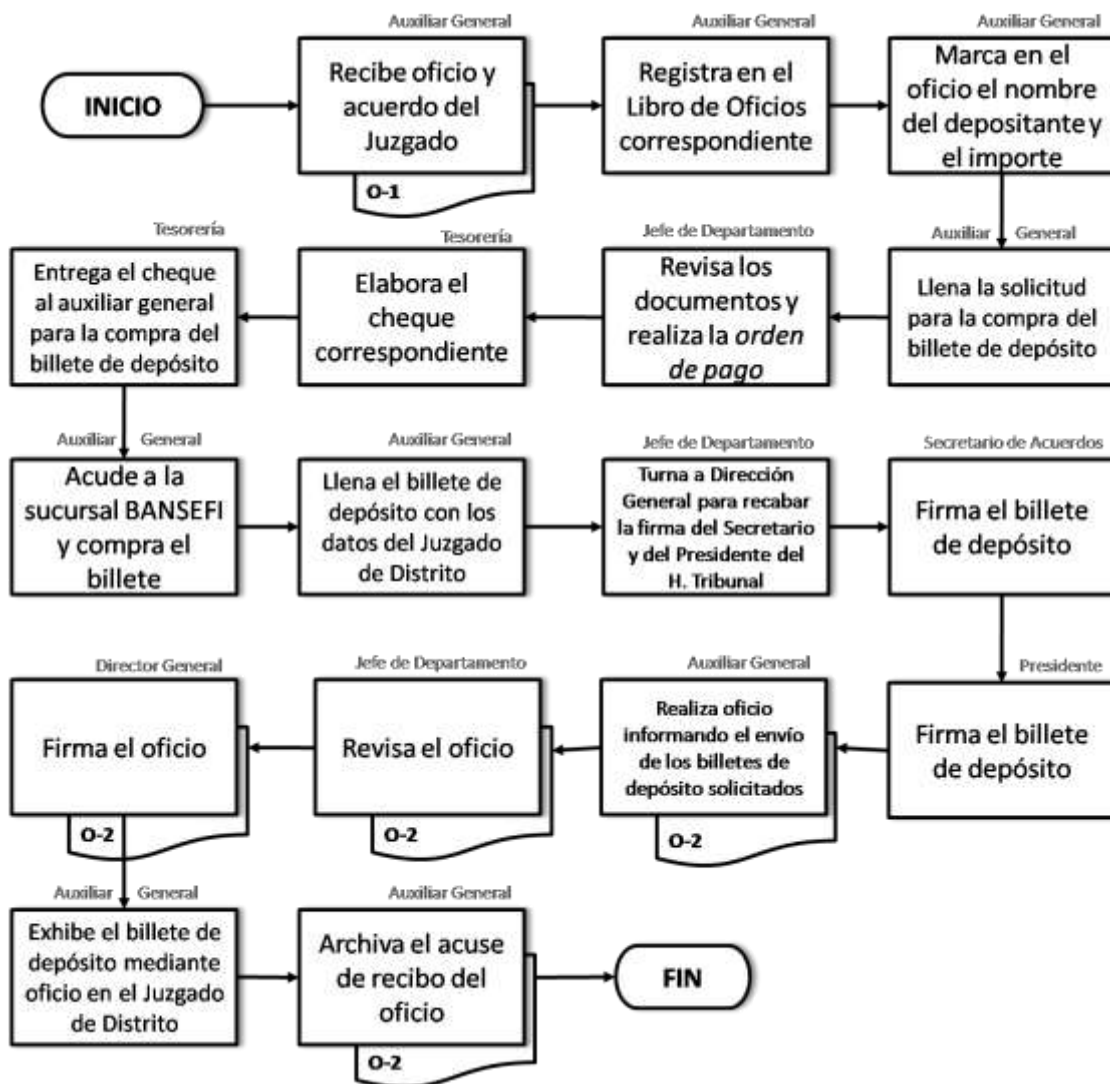 INICIO
Auxiliar General
Recibe oficio y
acuerdo del
Juzgado
O-1
Auxiliar General
Registra en el
Libro de Oficios
correspondiente
Auxiliar General
Marca en el
oficio el nombre
del depositante y
el importe
Auxiliar General
Llena la solicitud
para la compra del
billete de depósito
Jefe de Departamento
Revisa los
documentos y
realiza la orden
de pago
Tesorería
Elabora el
cheque
correspondiente
Tesorería
Entrega el cheque
al auxiliar general
para la compra del
billete de depósito
Auxiliar General
Acude a la
sucursal BANSEFI
y compra el
billete
Auxiliar General
Llena el billete de
depósito con los
datos del Juzgado
de Distrito
Jefe de Departamento
Turna a Dirección
General para recabar
la firma del Secretario
y del Presidente del
H. Tribunal
Secretario de Acuerdos
Firma el billete
de depósito
Presidente
Firma el billete
de depósito
Auxiliar General
Realiza oficio
informando el envío
de los billetes de
depósito solicitados
O-2
Jefe de Departamento
Revisa el oficio
O-2
Director General
Firma el oficio
O-2
Auxiliar General
Exhibe el billete de
depósito mediante
oficio en el Juzgado
de Distrito
Auxiliar General
Archiva el acuse
de recibo del
oficio
O-2
FIN